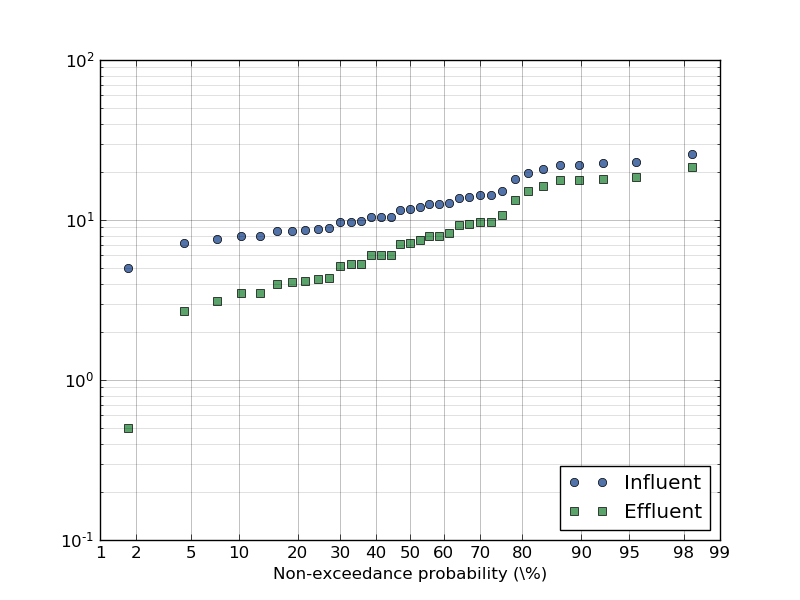 10²
10¹
10⁰
10⁻¹
Influent
Effluent
1 2 5 10 20 30 40 50 60 70 80 90 95 98 99
Non-exceedance probability (\%)